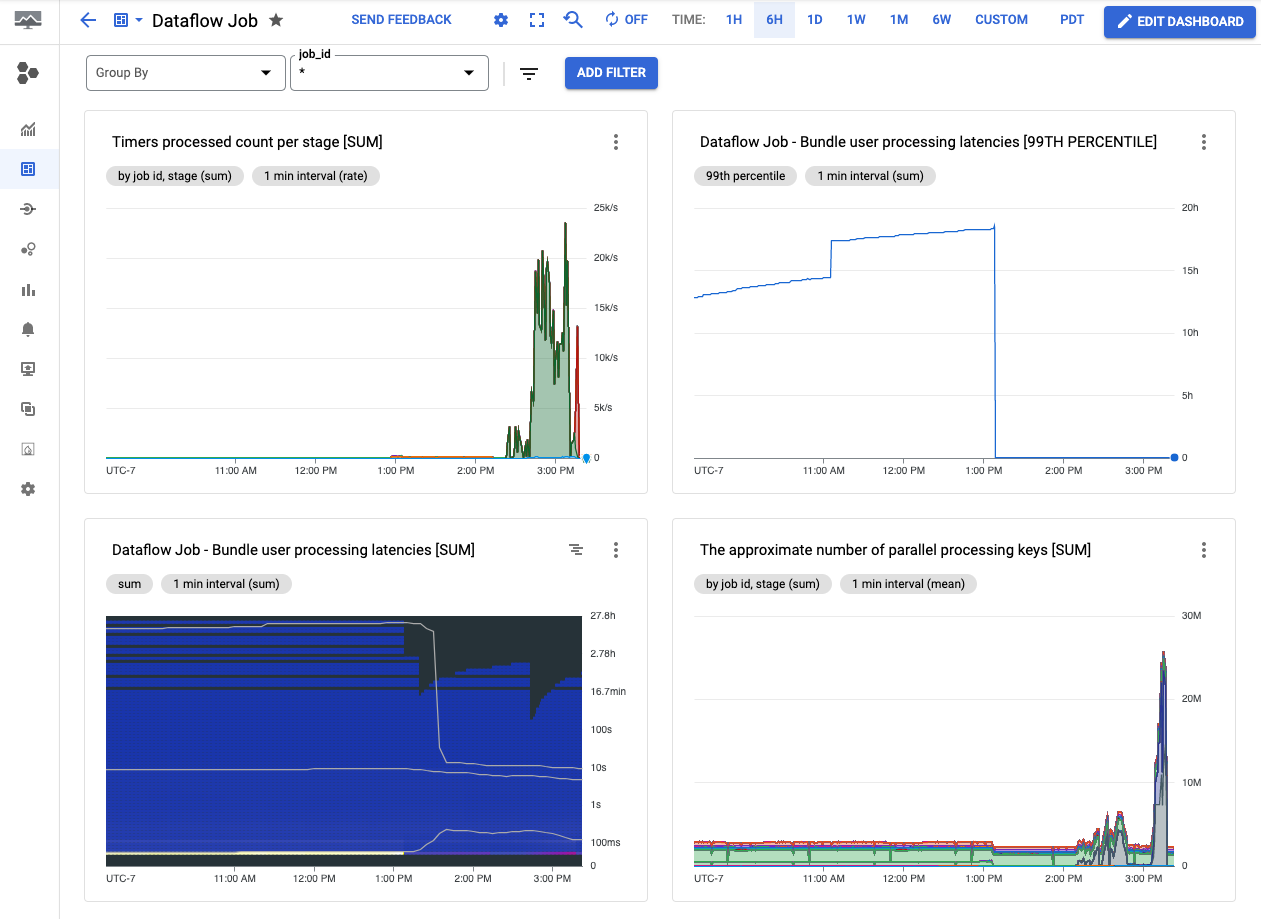 Dataflow Job
SEND FEEDBACK
OFF
TIME:
1H
6H
1D
1W
1M
6W
CUSTOM
PDT
EDIT DASHBOARD
Group By
job_id
*
ADD FILTER
Timers processed count per stage [SUM]
by job id, stage (sum)
1 min interval (rate)
25k/s
20k/s
15k/s
10k/s
5k/s
0
UTC-7
11:00 AM
12:00 PM
1:00 PM
2:00 PM
3:00 PM
Dataflow Job - Bundle user processing latencies [99TH PERCENTILE]
99th percentile
1 min interval (sum)
20h
15h
10h
5h
0
UTC-7
11:00 AM
12:00 PM
1:00 PM
2:00 PM
3:00 PM
Dataflow Job - Bundle user processing latencies [SUM]
sum
1 min interval (sum)
27.8h
2.78h
16.7min
100s
10s
1s
100ms
0
UTC-7
11:00 AM
12:00 PM
1:00 PM
2:00 PM
3:00 PM
The approximate number of parallel processing keys [SUM]
by job id, stage (sum)
1 min interval (mean)
30M
20M
10M
0
UTC-7
11:00 AM
12:00 PM
1:00 PM
2:00 PM
3:00 PM